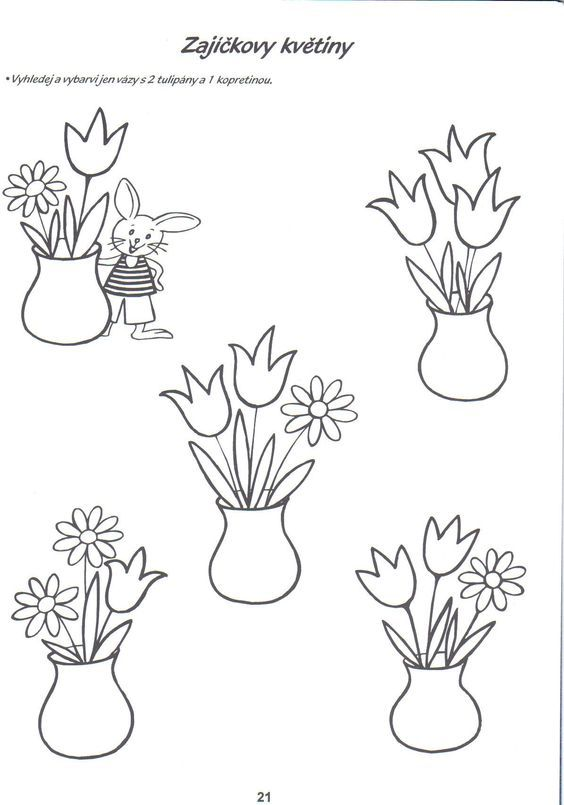 Zajíčkovy květiny
• Vyhledej a vybarvi jen vázy s 2 tulipány a 1 kopretinou.
21